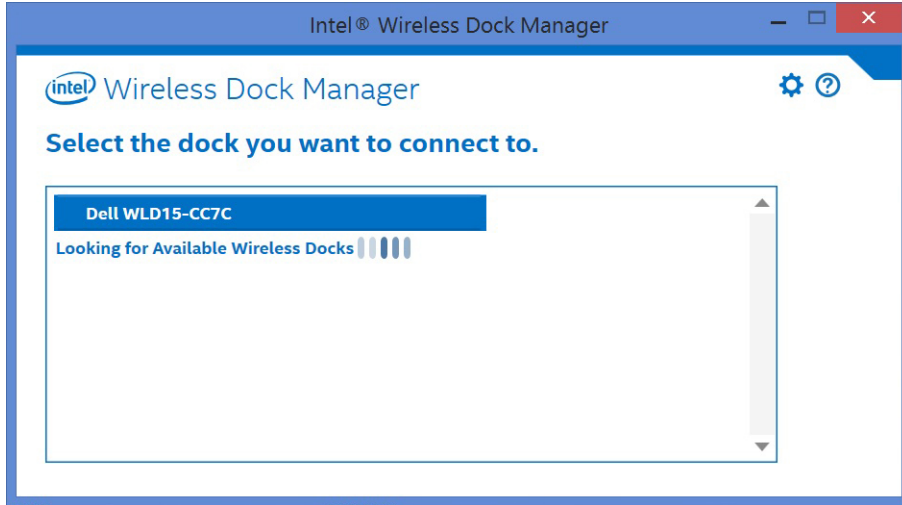 Intel® Wireless Dock Manager
intel Wireless Dock Manager
Select the dock you want to connect to.
Dell WLD15-CC7C
Looking for Available Wireless Docks